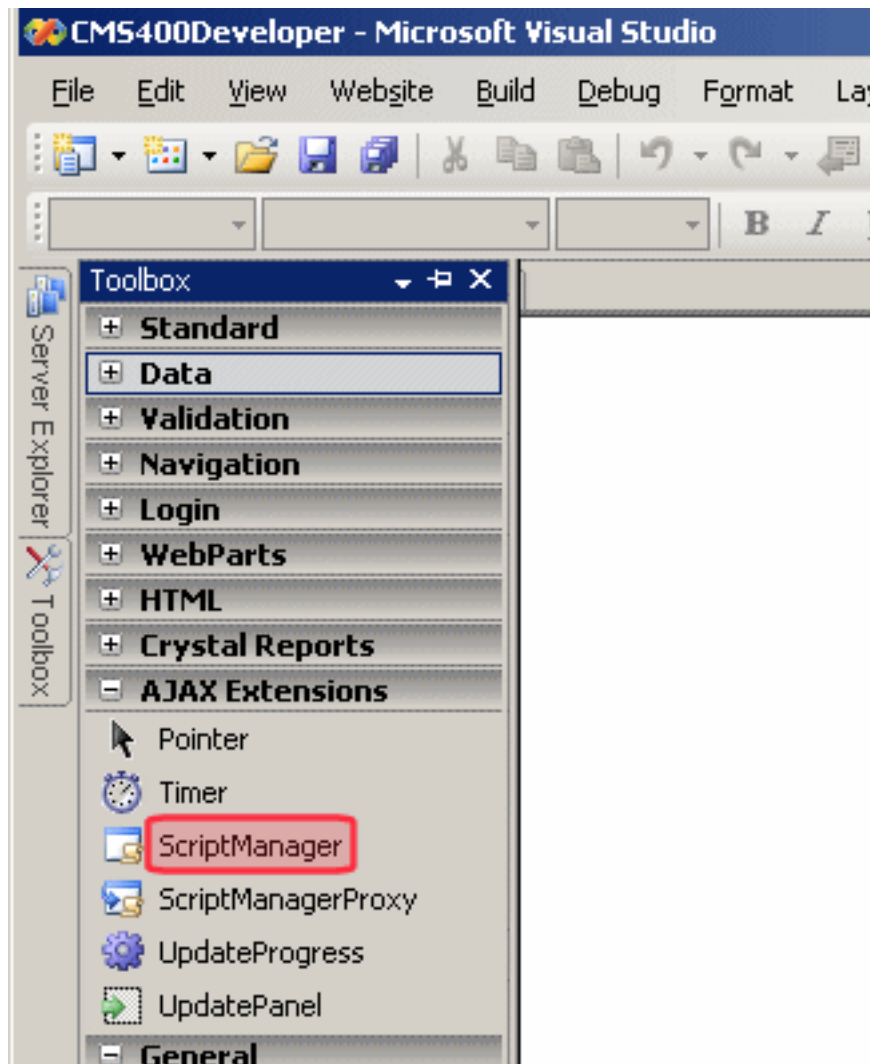 CMS400Developer - Microsoft Visual Studio
File Edit View Website Build Debug Format
B I
Toolbox
Server Explorer
Toolbox
Standard
Data
Validation
Navigation
Login
WebParts
HTML
Crystal Reports
AJAX Extensions
Pointer
Timer
ScriptManager
ScriptManagerProxy
UpdateProgress
UpdatePanel
General